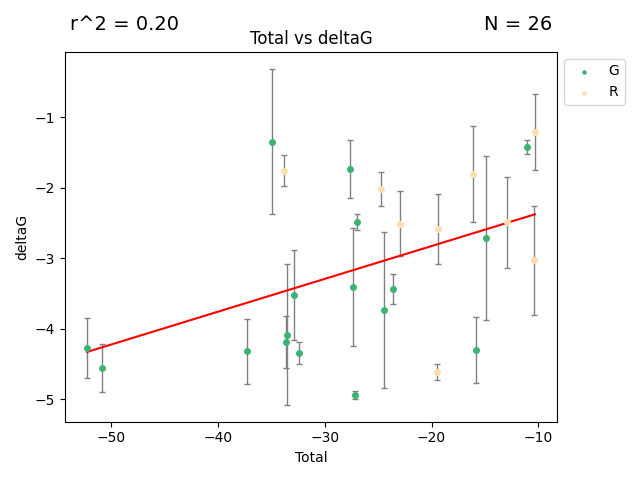 r^2 = 0.20
N = 26
Total vs deltaG
G
R
−1
−2
−3
−4
−5
deltaG
−50
−40
−30
−20
−10
Total